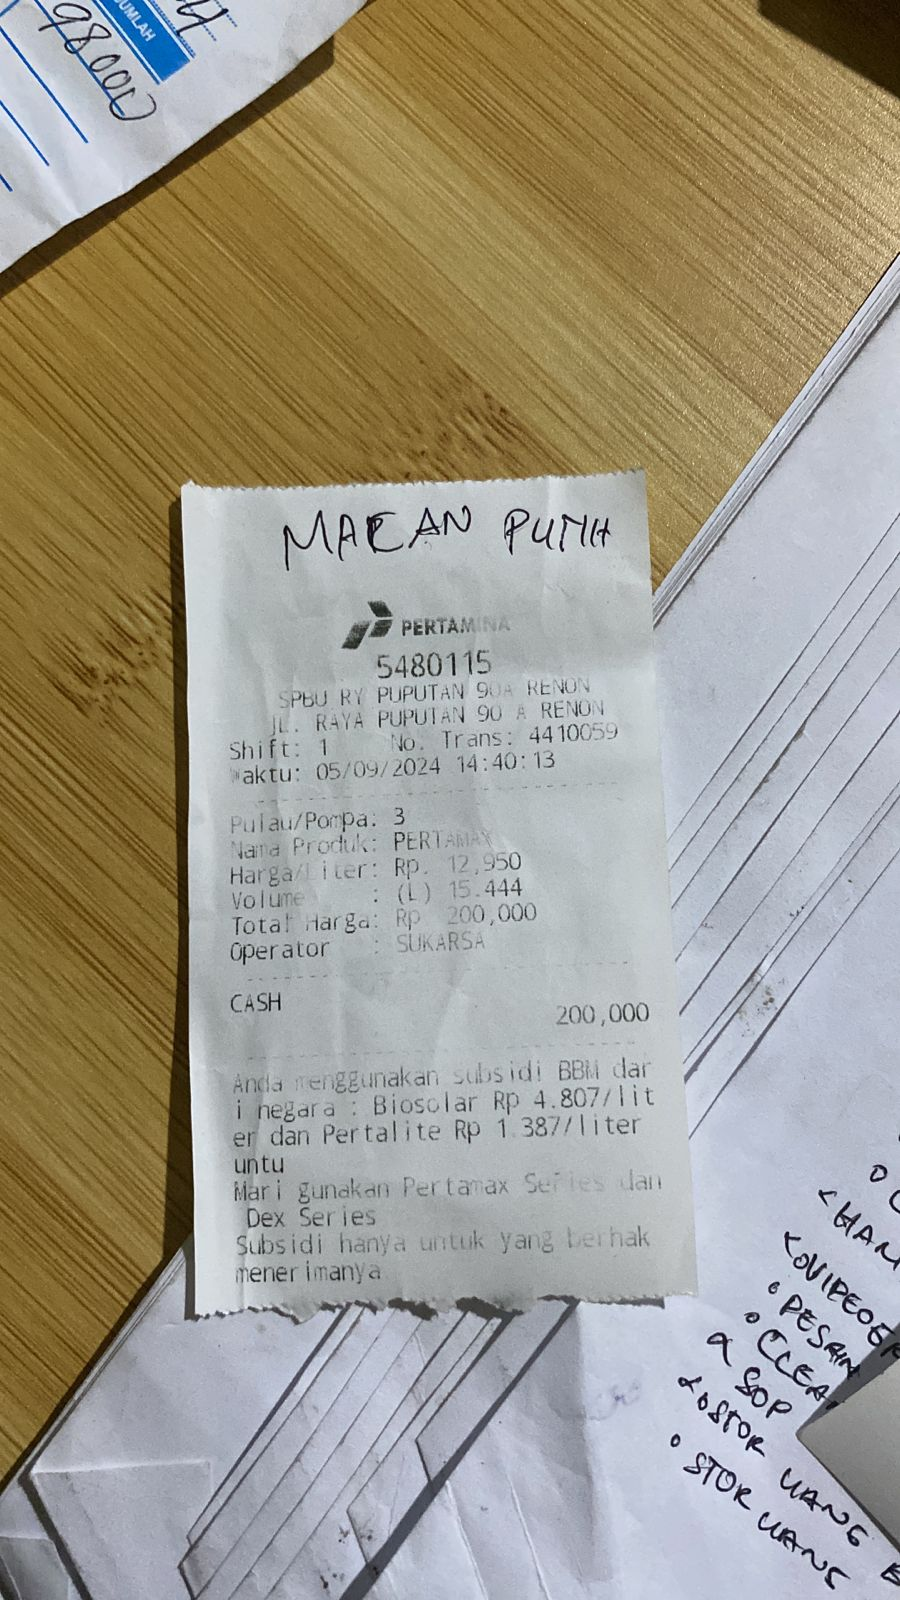 JUMLAH
98000
MAKAN PUTIH
PERTAMINA
5480115
SPBU RY PUPUTAN 90A RENON
JL. RAYA PUPUTAN 90 A RENON
Shift: 1 No. Trans: 4410059
Waktu: 05/09/2024 14:40:13
Pulau/Pompa: 3
Nama Produk: PERTAMAX
Harga/Liter: Rp. 12,950
Volume : (L) 15.444
Total Harga: Rp 200,000
Operator : SUKARSA
CASH
200,000
Anda menggunakan subsidi BBM dar
i negara : Biosolar Rp 4.807/lit
er dan Pertalite Rp 1.387/liter
untu
Mari gunakan Pertamax Series dan
Dex Series
Subsidi hanya untuk yang berhak
menerimanya
SOP
STOR UANG
STOR UANG